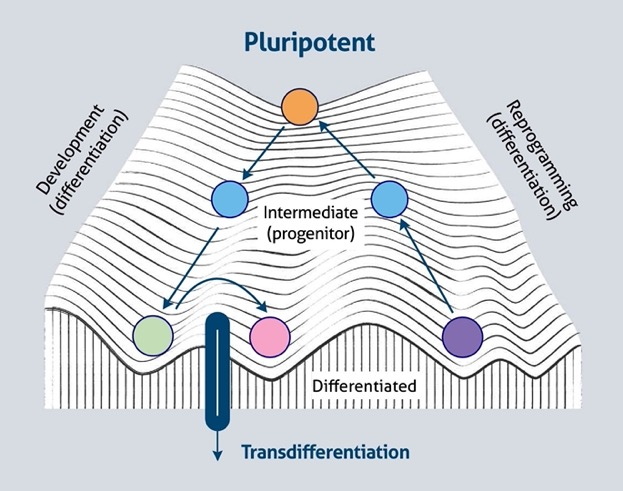 Pluripotent
Development
(differentiation)
Reprogramming
(differentiation)
Intermediate
(progenitor)
Differentiated
Transdifferentiation